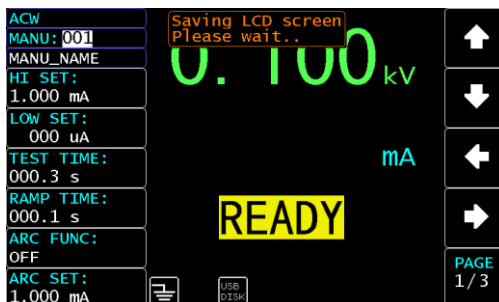 ACW
MANU: 001
MANU_NAME
HI SET:
1.000 mA
LOW SET:
000 uA
TEST TIME:
000.3 s
RAMP TIME:
000.1 s
ARC FUNC:
OFF
ARC SET:
1.000 mA
Saving LCD screen
Please wait..
0.100 kV
mA
READY
USB
DISK
PAGE
1/3